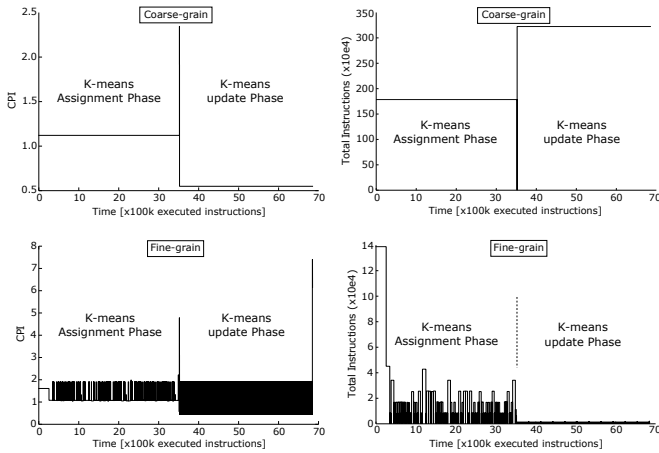 Coarse-grain
2.5
2.0
1.5
1.0
0.5
CPI
K-means
Assignment Phase
K-means
update Phase
0 10 20 30 40 50 60 70
Time [x100k executed instructions]
Coarse-grain
350
300
250
200
150
100
50
0
Total Instructions (x10e4)
K-means
Assignment Phase
K-means
update Phase
0 10 20 30 40 50 60 70
Time [x100k executed instructions]
Fine-grain
8
7
6
5
4
3
2
1
0
CPI
K-means
Assignment Phase
K-means
update Phase
0 10 20 30 40 50 60 70
Time [x100k executed instructions]
Fine-grain
14
12
10
8
6
4
2
0
Total Instructions (x10e4)
K-means
Assignment Phase
K-means
update Phase
0 10 20 30 40 50 60 70
Time [x100k executed instructions]